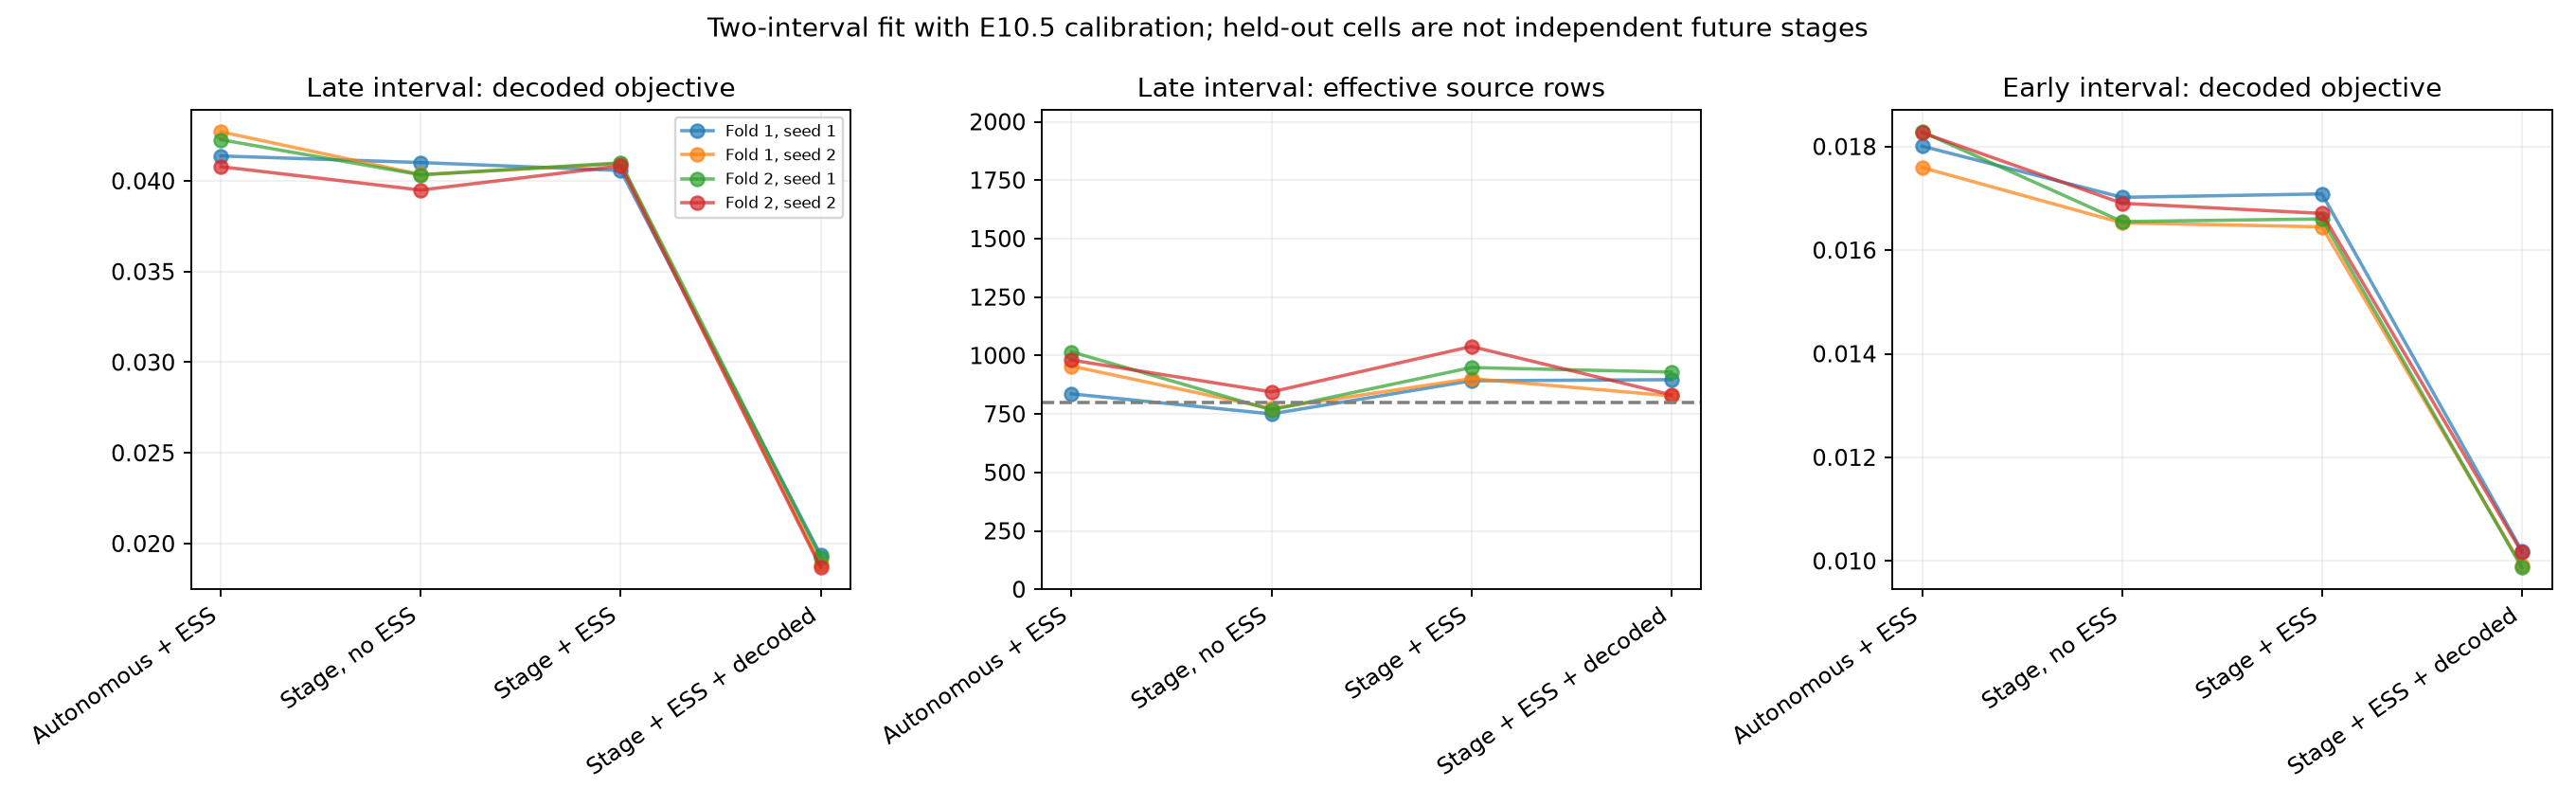 Two-interval fit with E10.5 calibration; held-out cells are not independent future stages
Late interval: decoded objective
0.040
0.035
0.030
0.025
0.020
Fold 1, seed 1
Fold 1, seed 2
Fold 2, seed 1
Fold 2, seed 2
Autonomous + ESS
Stage, no ESS
Stage + ESS
Stage + ESS + decoded
Late interval: effective source rows
2000
1750
1500
1250
1000
750
500
250
0
Autonomous + ESS
Stage, no ESS
Stage + ESS
Stage + ESS + decoded
Early interval: decoded objective
0.018
0.016
0.014
0.012
0.010
Autonomous + ESS
Stage, no ESS
Stage + ESS
Stage + ESS + decoded